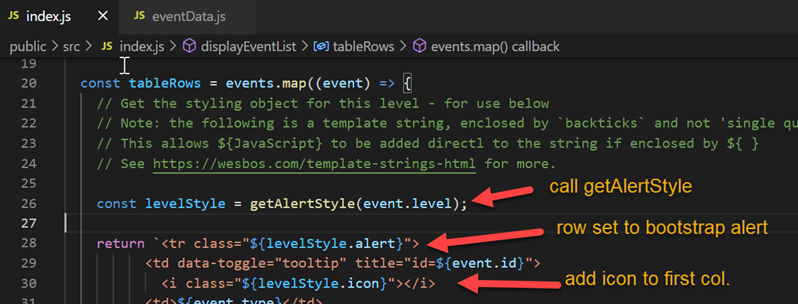 JS index.js X JS eventData.js
public > src > JS index.js > displayEventList > tableRows > events.map() callback
19
20 const tableRows = events.map((event) => {
21 // Get the styling object for this level - for use below
22 // Note: the following is a template string, enclosed by `backticks` and not 'single qu
23 // This allows ${JavaScript} to be added directl to the string if enclosed by ${ }
24 // See https://wesbos.com/template-strings-html for more.
25
call getAlertStyle
26 const levelStyle = getAlertStyle(event.level);
27
row set to bootstrap alert
28 return `<tr class="${levelStyle.alert}">
29 <td data-toggle="tooltip" title="id=${event.id}">
30 <i class="${levelStyle.icon}"></i> add icon to first col.
31 <td>${event.type}</td>